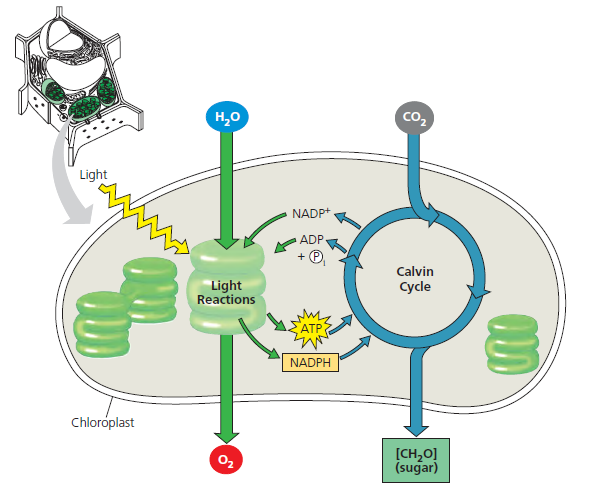 H₂O
CO₂
Light
NADP⁺
ADP
+ Pᵢ
Light
Reactions
Calvin
Cycle
ATP
NADPH
Chloroplast
O₂
[CH₂O]
(sugar)